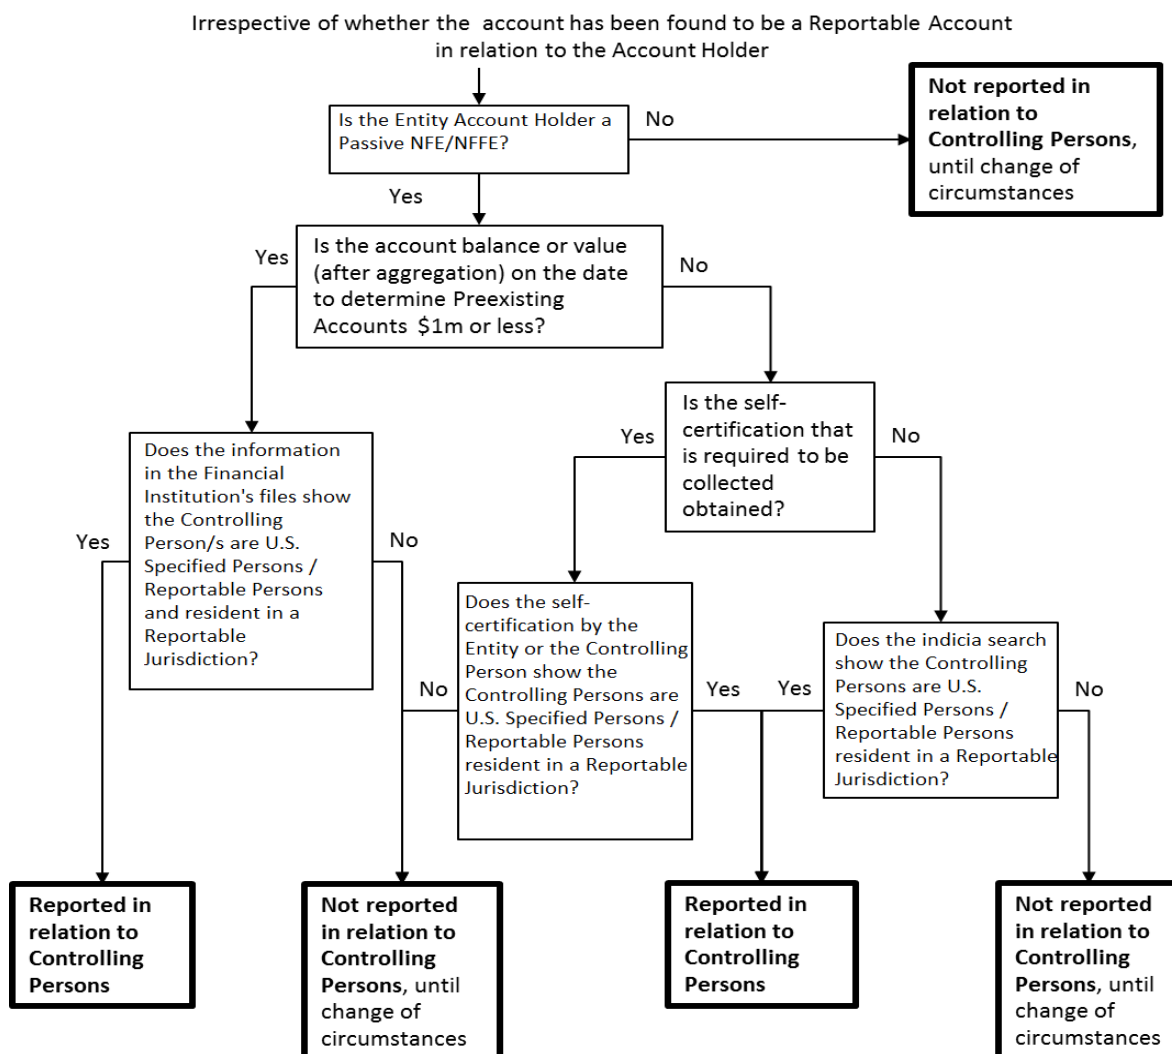 Irrespective of whether the account has been found to be a Reportable Account
in relation to the Account Holder
Is the Entity Account Holder a
Passive NFE/NFFE?
No
Not reported in
relation to
Controlling Persons,
until change of
circumstances
Yes
Is the account balance or value
(after aggregation) on the date
to determine Preexisting
Accounts $1m or less?
Yes
No
Is the self-
certification that
is required to be
collected
obtained?
Yes
No
Does the information
in the Financial
Institution's files show
the Controlling
Person/s are U.S.
Specified Persons /
Reportable Persons
and resident in a
Reportable
Jurisdiction?
Yes
No
Does the self-
certification by the
Entity or the Controlling
Person show the
Controlling Persons are
U.S. Specified Persons /
Reportable Persons
resident in a Reportable
Jurisdiction?
No
Yes
Does the indicia search
show the Controlling
Persons are U.S.
Specified Persons /
Reportable Persons
resident in a Reportable
Jurisdiction?
Yes
No
Reported in
relation to
Controlling
Persons
Not reported
in relation to
Controlling
Persons, until
change of
circumstances
Reported in
relation to
Controlling
Persons
Not reported
in relation to
Controlling
Persons, until
change of
circumstances